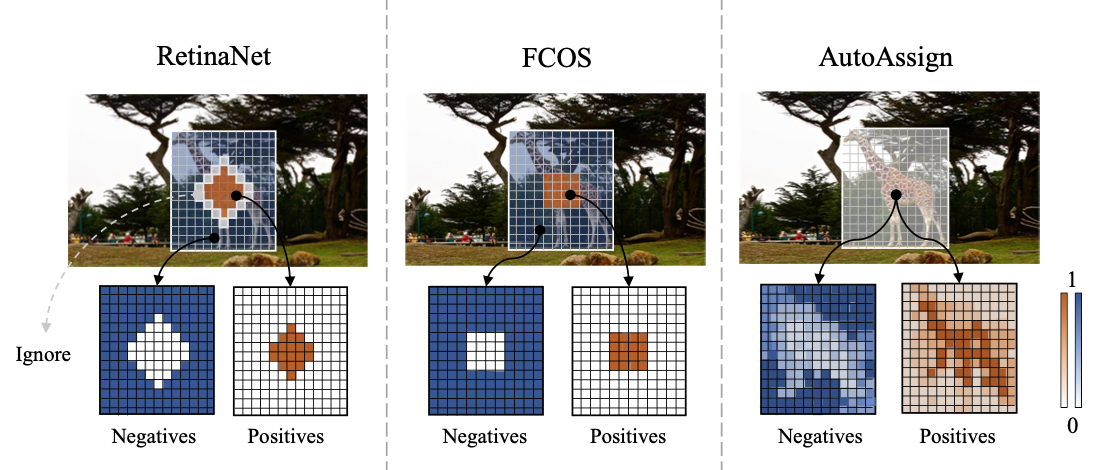 RetinaNet
FCOS
AutoAssign
Ignore
Negatives
Positives
Negatives
Positives
Negatives
Positives
1
0